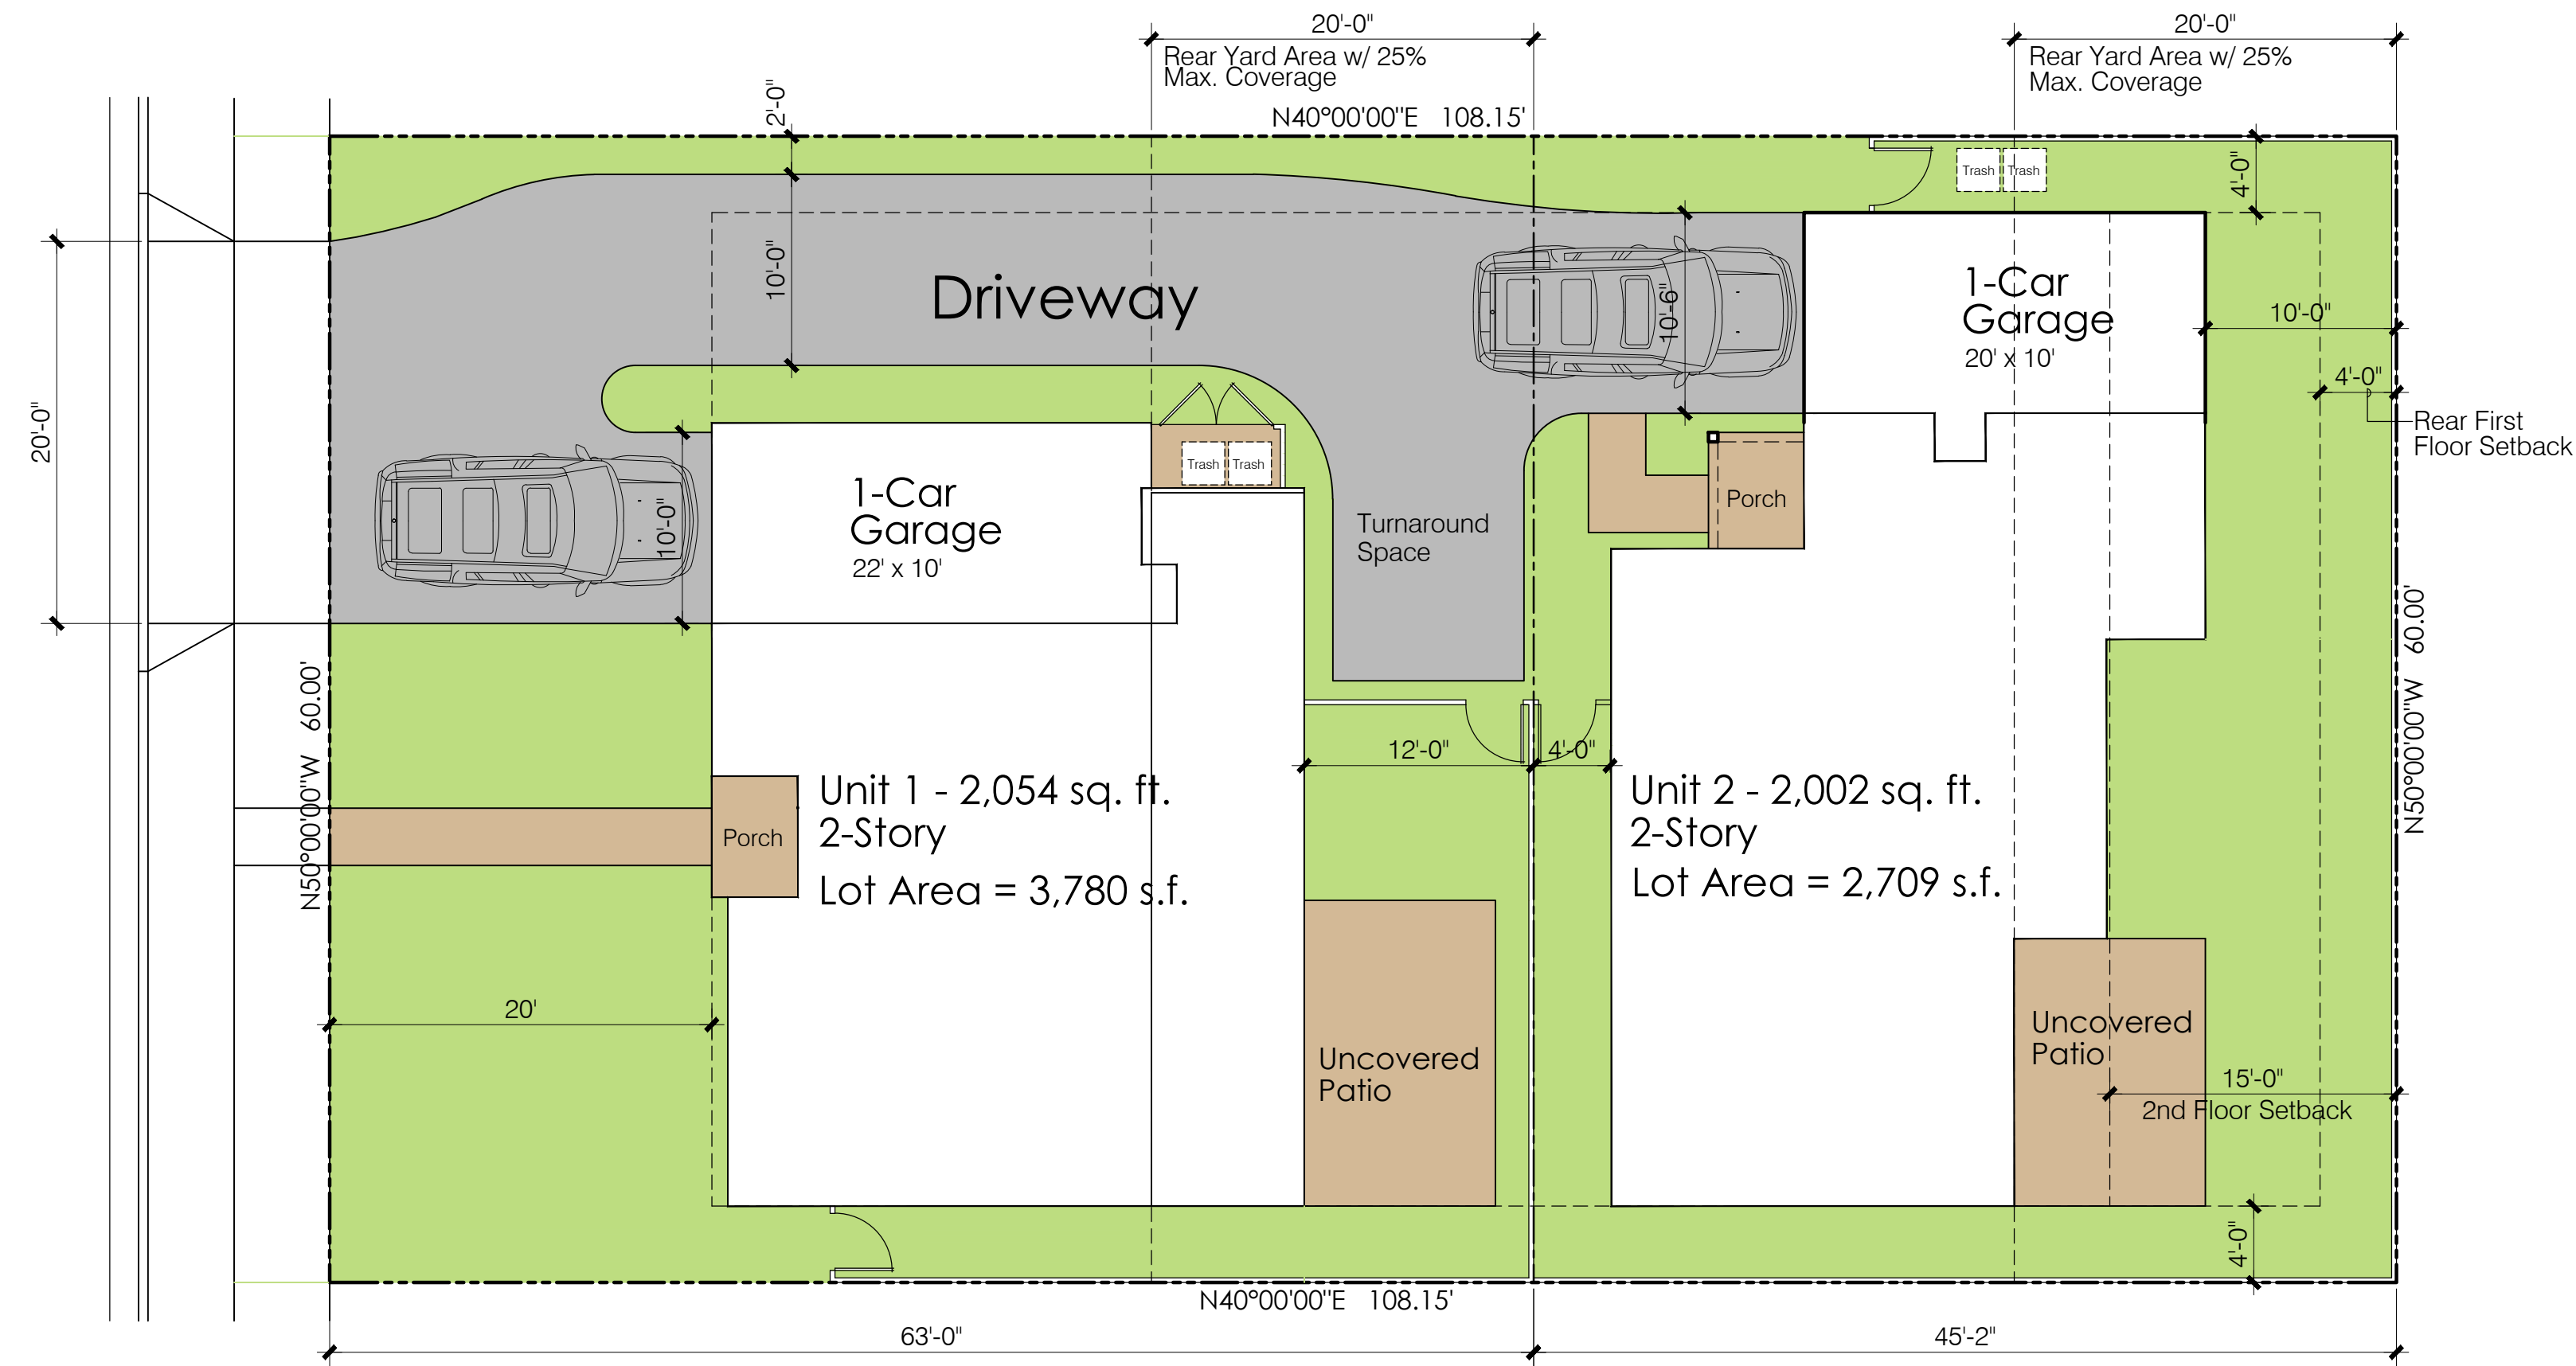 20'-0"
20'-0"
Rear Yard Area w/ 25%
Max. Coverage
Rear Yard Area w/ 25%
Max. Coverage
2'-0"
N40°00'00"E 108.15'
Trash
Trash
4'-0"
10'-0"
Driveway
10'-6"
1-Car
Garage
20' x 10'
10'-0"
4'-0"
Rear First
Floor Setback
20'-0"
10'-0"
1-Car
Garage
22' x 10'
Trash
Trash
Turnaround
Space
Porch
N50°00'00"W 60.00'
N50°00'00"W 60.00'
12'-0"
4'-0"
Porch
Unit 1 - 2,054 sq. ft.
2-Story
Lot Area = 3,780 s.f.
Unit 2 - 2,002 sq. ft.
2-Story
Lot Area = 2,709 s.f.
20'
Uncovered
Patio
Uncovered
Patio
15'-0"
2nd Floor Setback
4'-0"
N40°00'00"E 108.15'
63'-0"
45'-2"